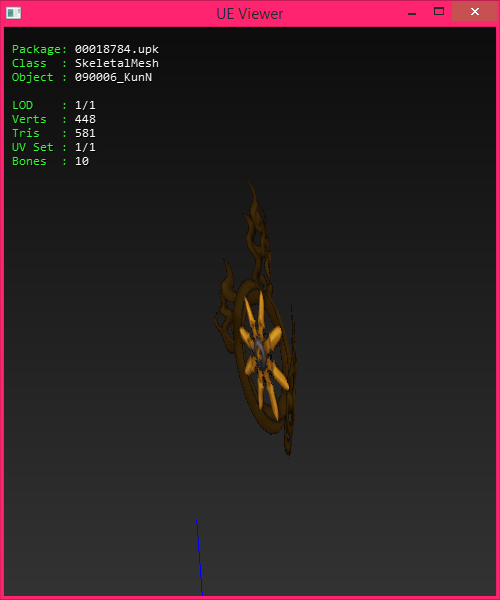 UE Viewer
Package: 00018784.upk
Class : SkeletalMesh
Object : 090006_KunN
LOD : 1/1
Verts : 448
Tris : 581
UV Set : 1/1
Bones : 10